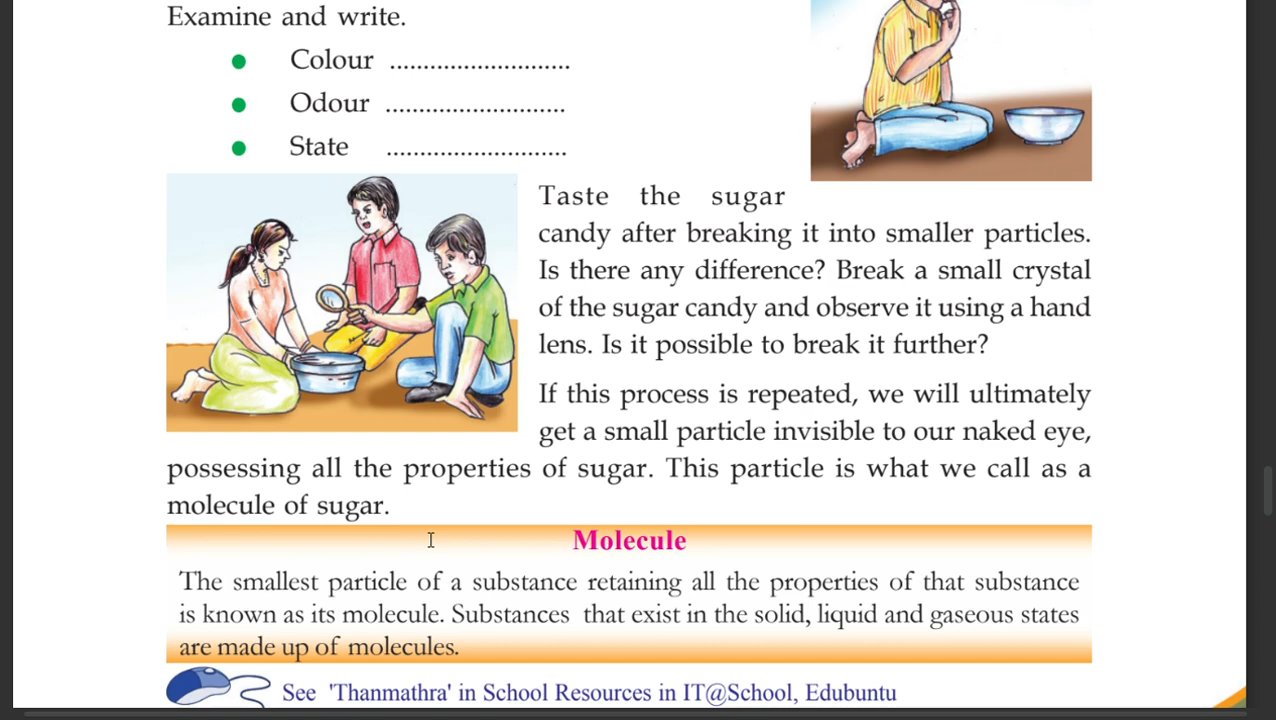 Examine and write.
● Colour ...........................
● Odour ...........................
● State ...........................
Taste the sugar
candy after breaking it into smaller particles.
Is there any difference? Break a small crystal
of the sugar candy and observe it using a hand
lens. Is it possible to break it further?
If this process is repeated, we will ultimately
get a small particle invisible to our naked eye,
possessing all the properties of sugar. This particle is what we call as a
molecule of sugar.
Molecule
The smallest particle of a substance retaining all the properties of that substance
is known as its molecule. Substances that exist in the solid, liquid and gaseous states
are made up of molecules.
See 'Thanmathra' in School Resources in IT@School, Edubuntu